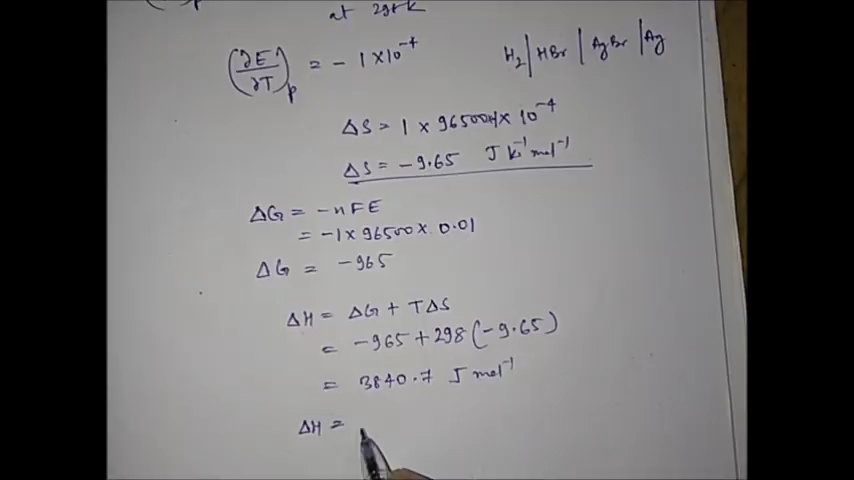 at 298K
(∂E/∂T)p = - 1 × 10⁻⁴
H₂ | HBr | AgBr | Ag
ΔS = 1 × 96500 × 10⁻⁴
ΔS = -9.65 J K⁻¹ mol⁻¹
ΔG = -nFE
= -1 × 96500 × 0.01
ΔG = -965
ΔH = ΔG + TΔS
= -965 + 298 (-9.65)
= 3840.7 J mol⁻¹
ΔH =